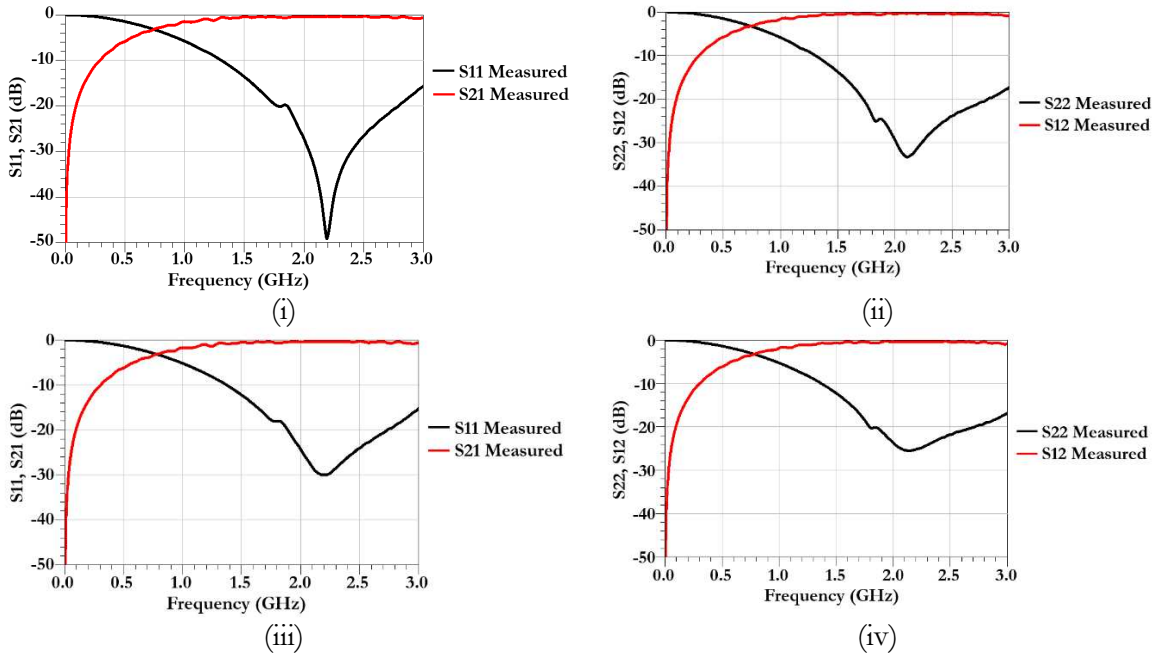 0
-10
-20
-30
-40
-50
S11, S21 (dB)
0.0 0.5 1.0 1.5 2.0 2.5 3.0
Frequency (GHz)
S11 Measured
S21 Measured
(i)
0
-10
-20
-30
-40
-50
S22, S12 (dB)
0.0 0.5 1.0 1.5 2.0 2.5 3.0
Frequency (GHz)
S22 Measured
S12 Measured
(ii)
0
-10
-20
-30
-40
-50
S11, S21 (dB)
0.0 0.5 1.0 1.5 2.0 2.5 3.0
Frequency (GHz)
S11 Measured
S21 Measured
(iii)
0
-10
-20
-30
-40
-50
S22, S12 (dB)
0.0 0.5 1.0 1.5 2.0 2.5 3.0
Frequency (GHz)
S22 Measured
S12 Measured
(iv)